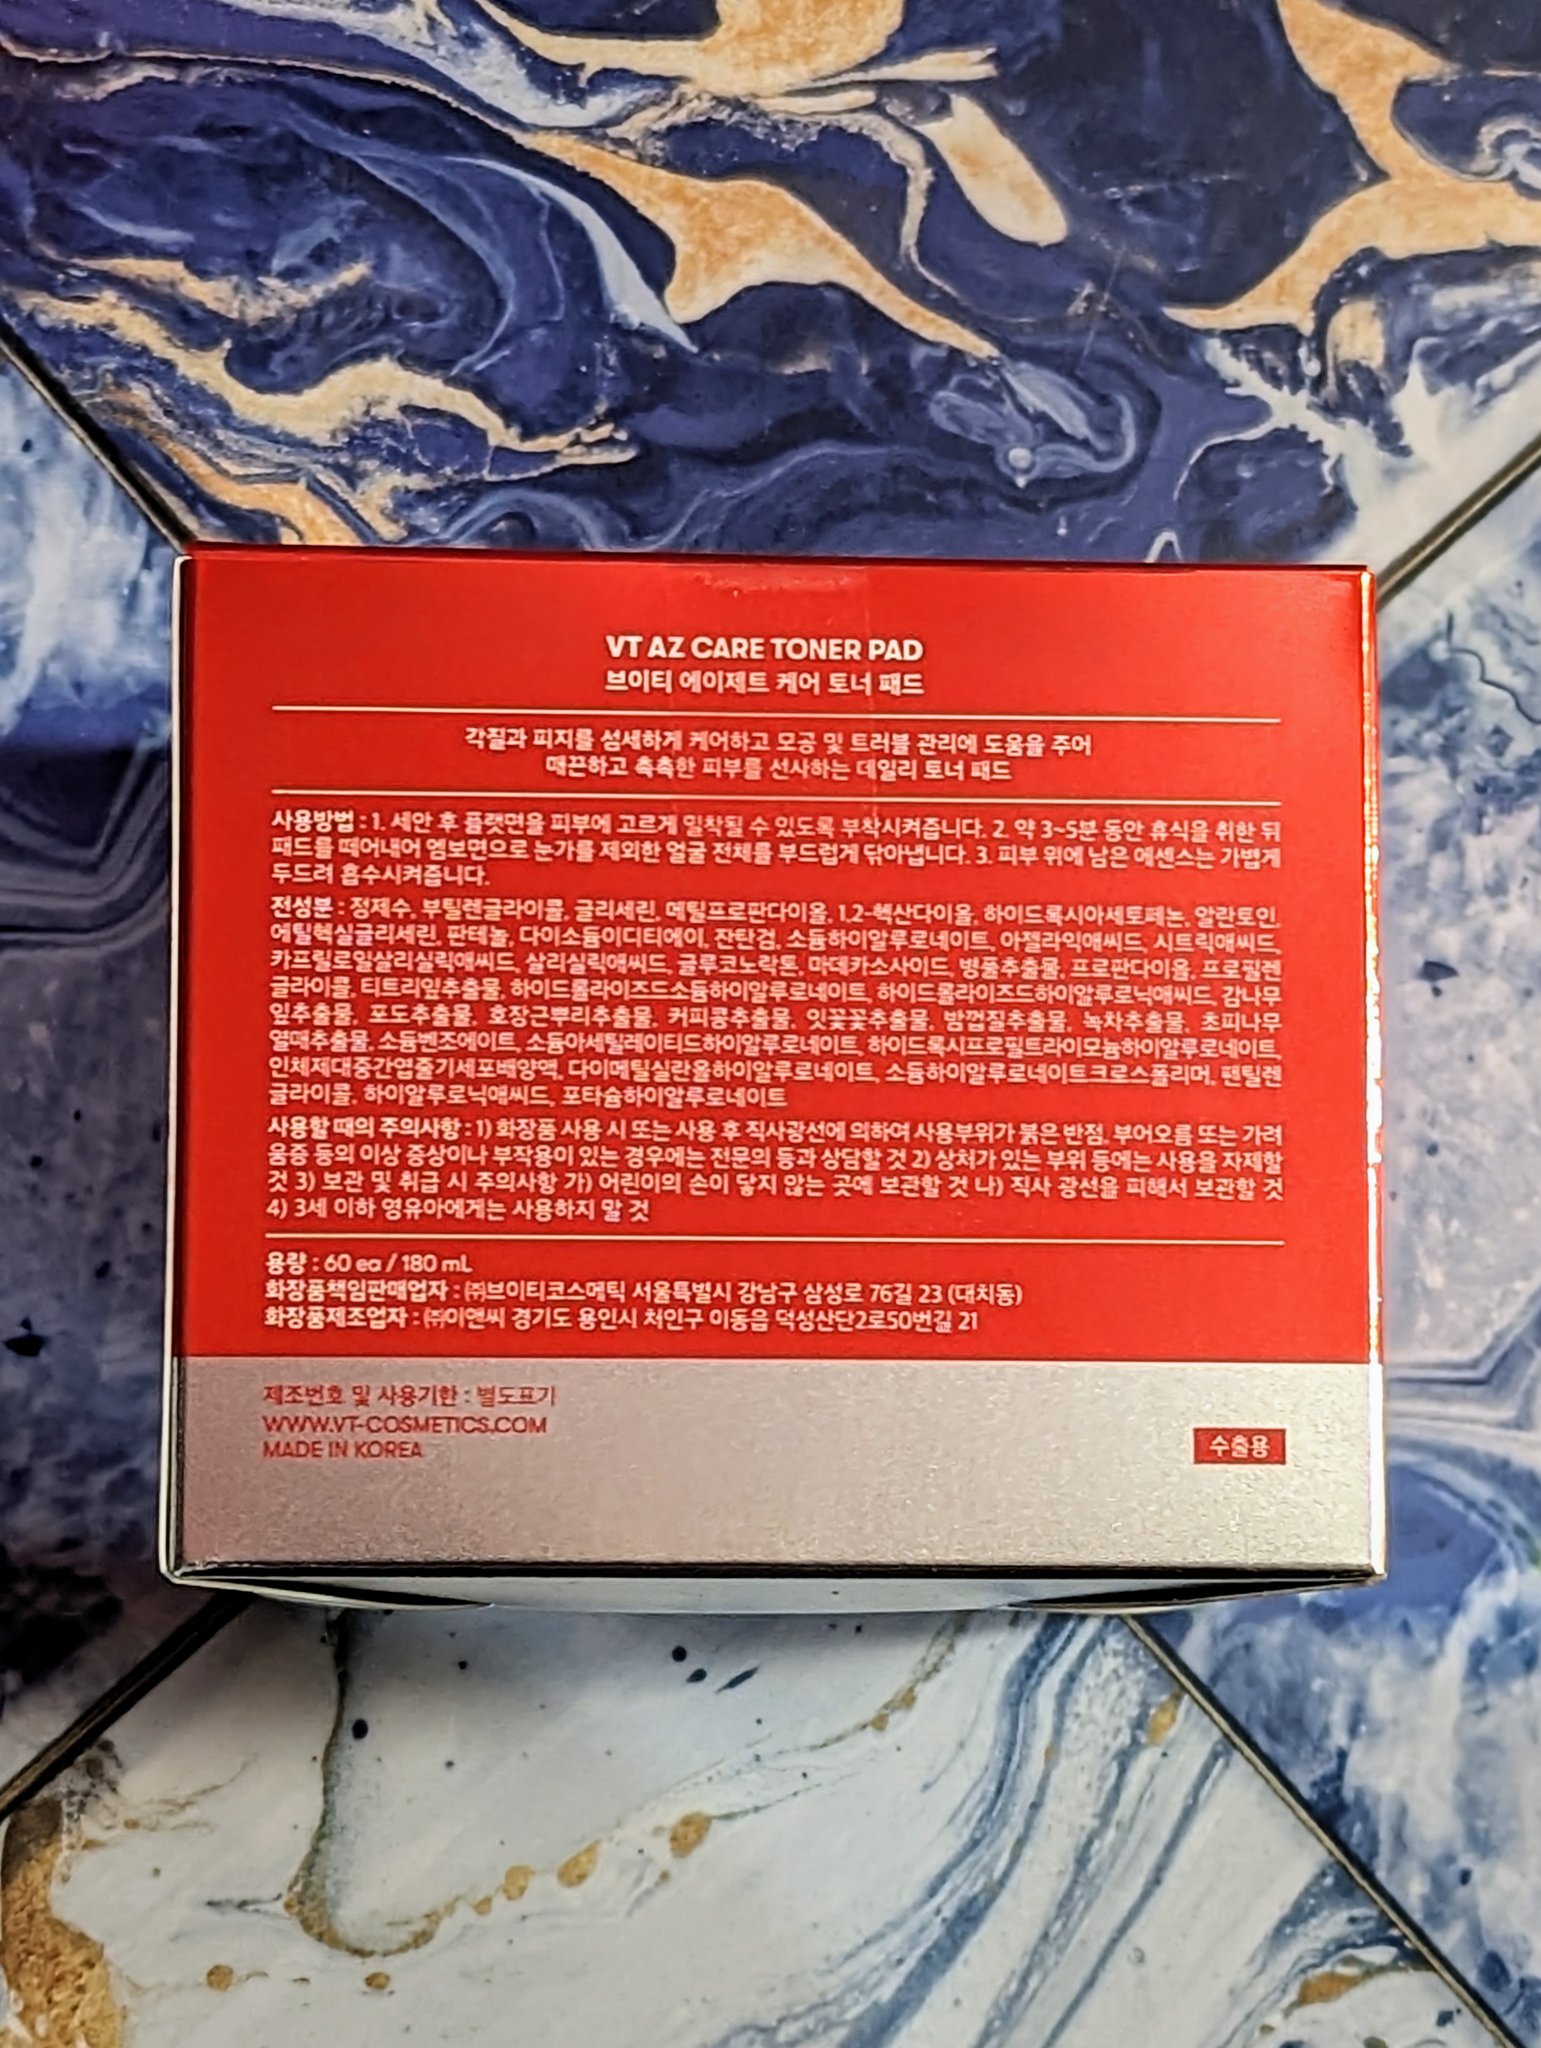 VT AZ CARE TONER PAD
브이티 에이제트 케어 토너 패드
각질과 피지를 섬세하게 케어하고 모공 및 트러블 관리에 도움을 주어
매끈하고 촉촉한 피부를 선사하는 데일리 토너 패드
사용방법 : 1. 세안 후 플랫면을 피부에 고르게 밀착될 수 있도록 부착시켜줍니다. 2. 약 3~5분 동안 휴식을 취한 뒤
패드를 떼어내어 엠보면으로 눈가를 제외한 얼굴 전체를 부드럽게 닦아냅니다. 3. 피부 위에 남은 에센스는 가볍게
두드려 흡수시켜줍니다.
전성분 : 정제수, 부틸렌글라이콜, 글리세린, 메틸프로판다이올, 1,2-헥산다이올, 하이드록시아세토페논, 알란토인,
에틸헥실글리세린, 판테놀, 다이소듐이디티에이, 잔탄검, 소듐하이알루로네이트, 아젤라익애씨드, 시트릭애씨드,
카프릴로일살리실릭애씨드, 살리실릭애씨드, 글루코노락톤, 마데카소사이드, 병풀추출물, 프로판다이올, 프로필렌
글라이콜, 티트리잎추출물, 하이드롤라이즈드소듐하이알루로네이트, 하이드롤라이즈드하이알루로닉애씨드, 감나무
잎추출물, 포도추출물, 호장근뿌리추출물, 커피콩추출물, 잇꽃꽃추출물, 밤껍질추출물, 녹차추출물, 초피나무
열매추출물, 소듐벤조에이트, 소듐아세틸레이티드하이알루로네이트, 하이드록시프로필트라이모늄하이알루로네이트,
인체제대중간엽줄기세포배양액, 다이메틸실란올하이알루로네이트, 소듐하이알루로네이트크로스폴리머, 펜틸렌
글라이콜, 하이알루로닉애씨드, 포타슘하이알루로네이트
사용할 때의 주의사항 : 1) 화장품 사용 시 또는 사용 후 직사광선에 의하여 사용부위가 붉은 반점, 부어오름 또는 가려
움증 등의 이상 증상이나 부작용이 있는 경우에는 전문의 등과 상담할 것 2) 상처가 있는 부위 등에는 사용을 자제할
것 3) 보관 및 취급 시 주의사항 가) 어린이의 손이 닿지 않는 곳에 보관할 것 나) 직사 광선을 피해서 보관할 것
4) 3세 이하 영유아에게는 사용하지 말 것
용량 : 60 ea / 180 mL
화장품책임판매업자 : ㈜브이티코스메틱 서울특별시 강남구 삼성로 76길 23 (대치동)
화장품제조업자 : ㈜이앤씨 경기도 용인시 처인구 이동읍 덕성산단2로50번길 21
제조번호 및 사용기한 : 별도표기
WWW.VT-COSMETICS.COM
MADE IN KOREA
수출용